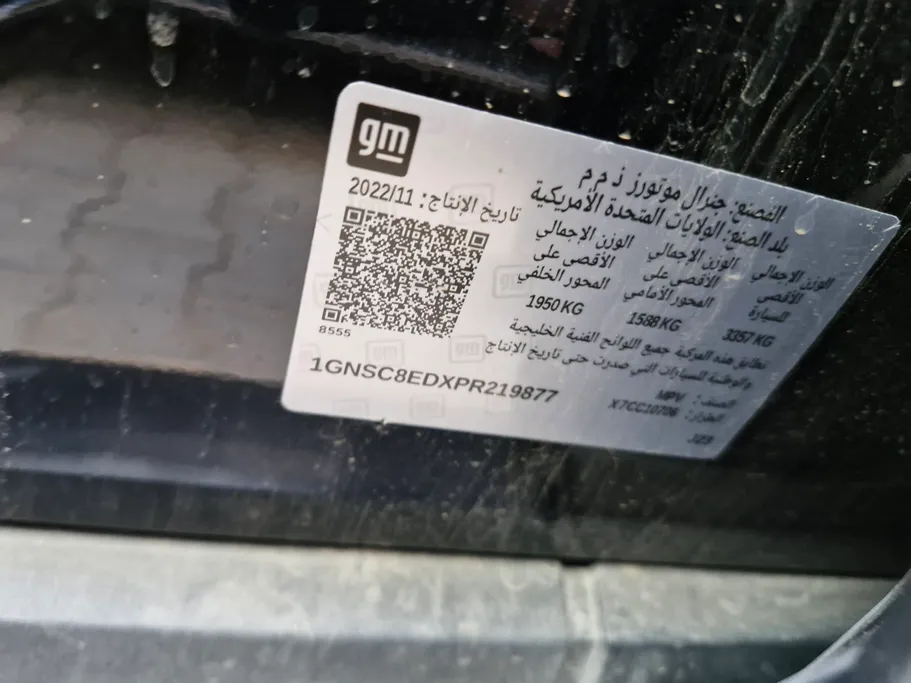 gm
المصنع: جنرال موتورز ذ م م
بلد الصنع: الولايات المتحدة الأمريكية
تاريخ الإنتاج: 2022/11
الوزن الإجمالي الوزن الإجمالي الوزن الإجمالي
الأقصى الأقصى على الأقصى على
للسيارة المحور الأمامي المحور الخلفي
3357 KG 1588 KG 1950 KG
تطابق هذه المركبة جميع اللوائح الفنية الخليجية
والوطنية للسيارات التي صدرت حتى تاريخ الإنتاج
8555
1GNSC8EDXPR219877
الصنف: MPV
الطراز: X7CC10706
J23